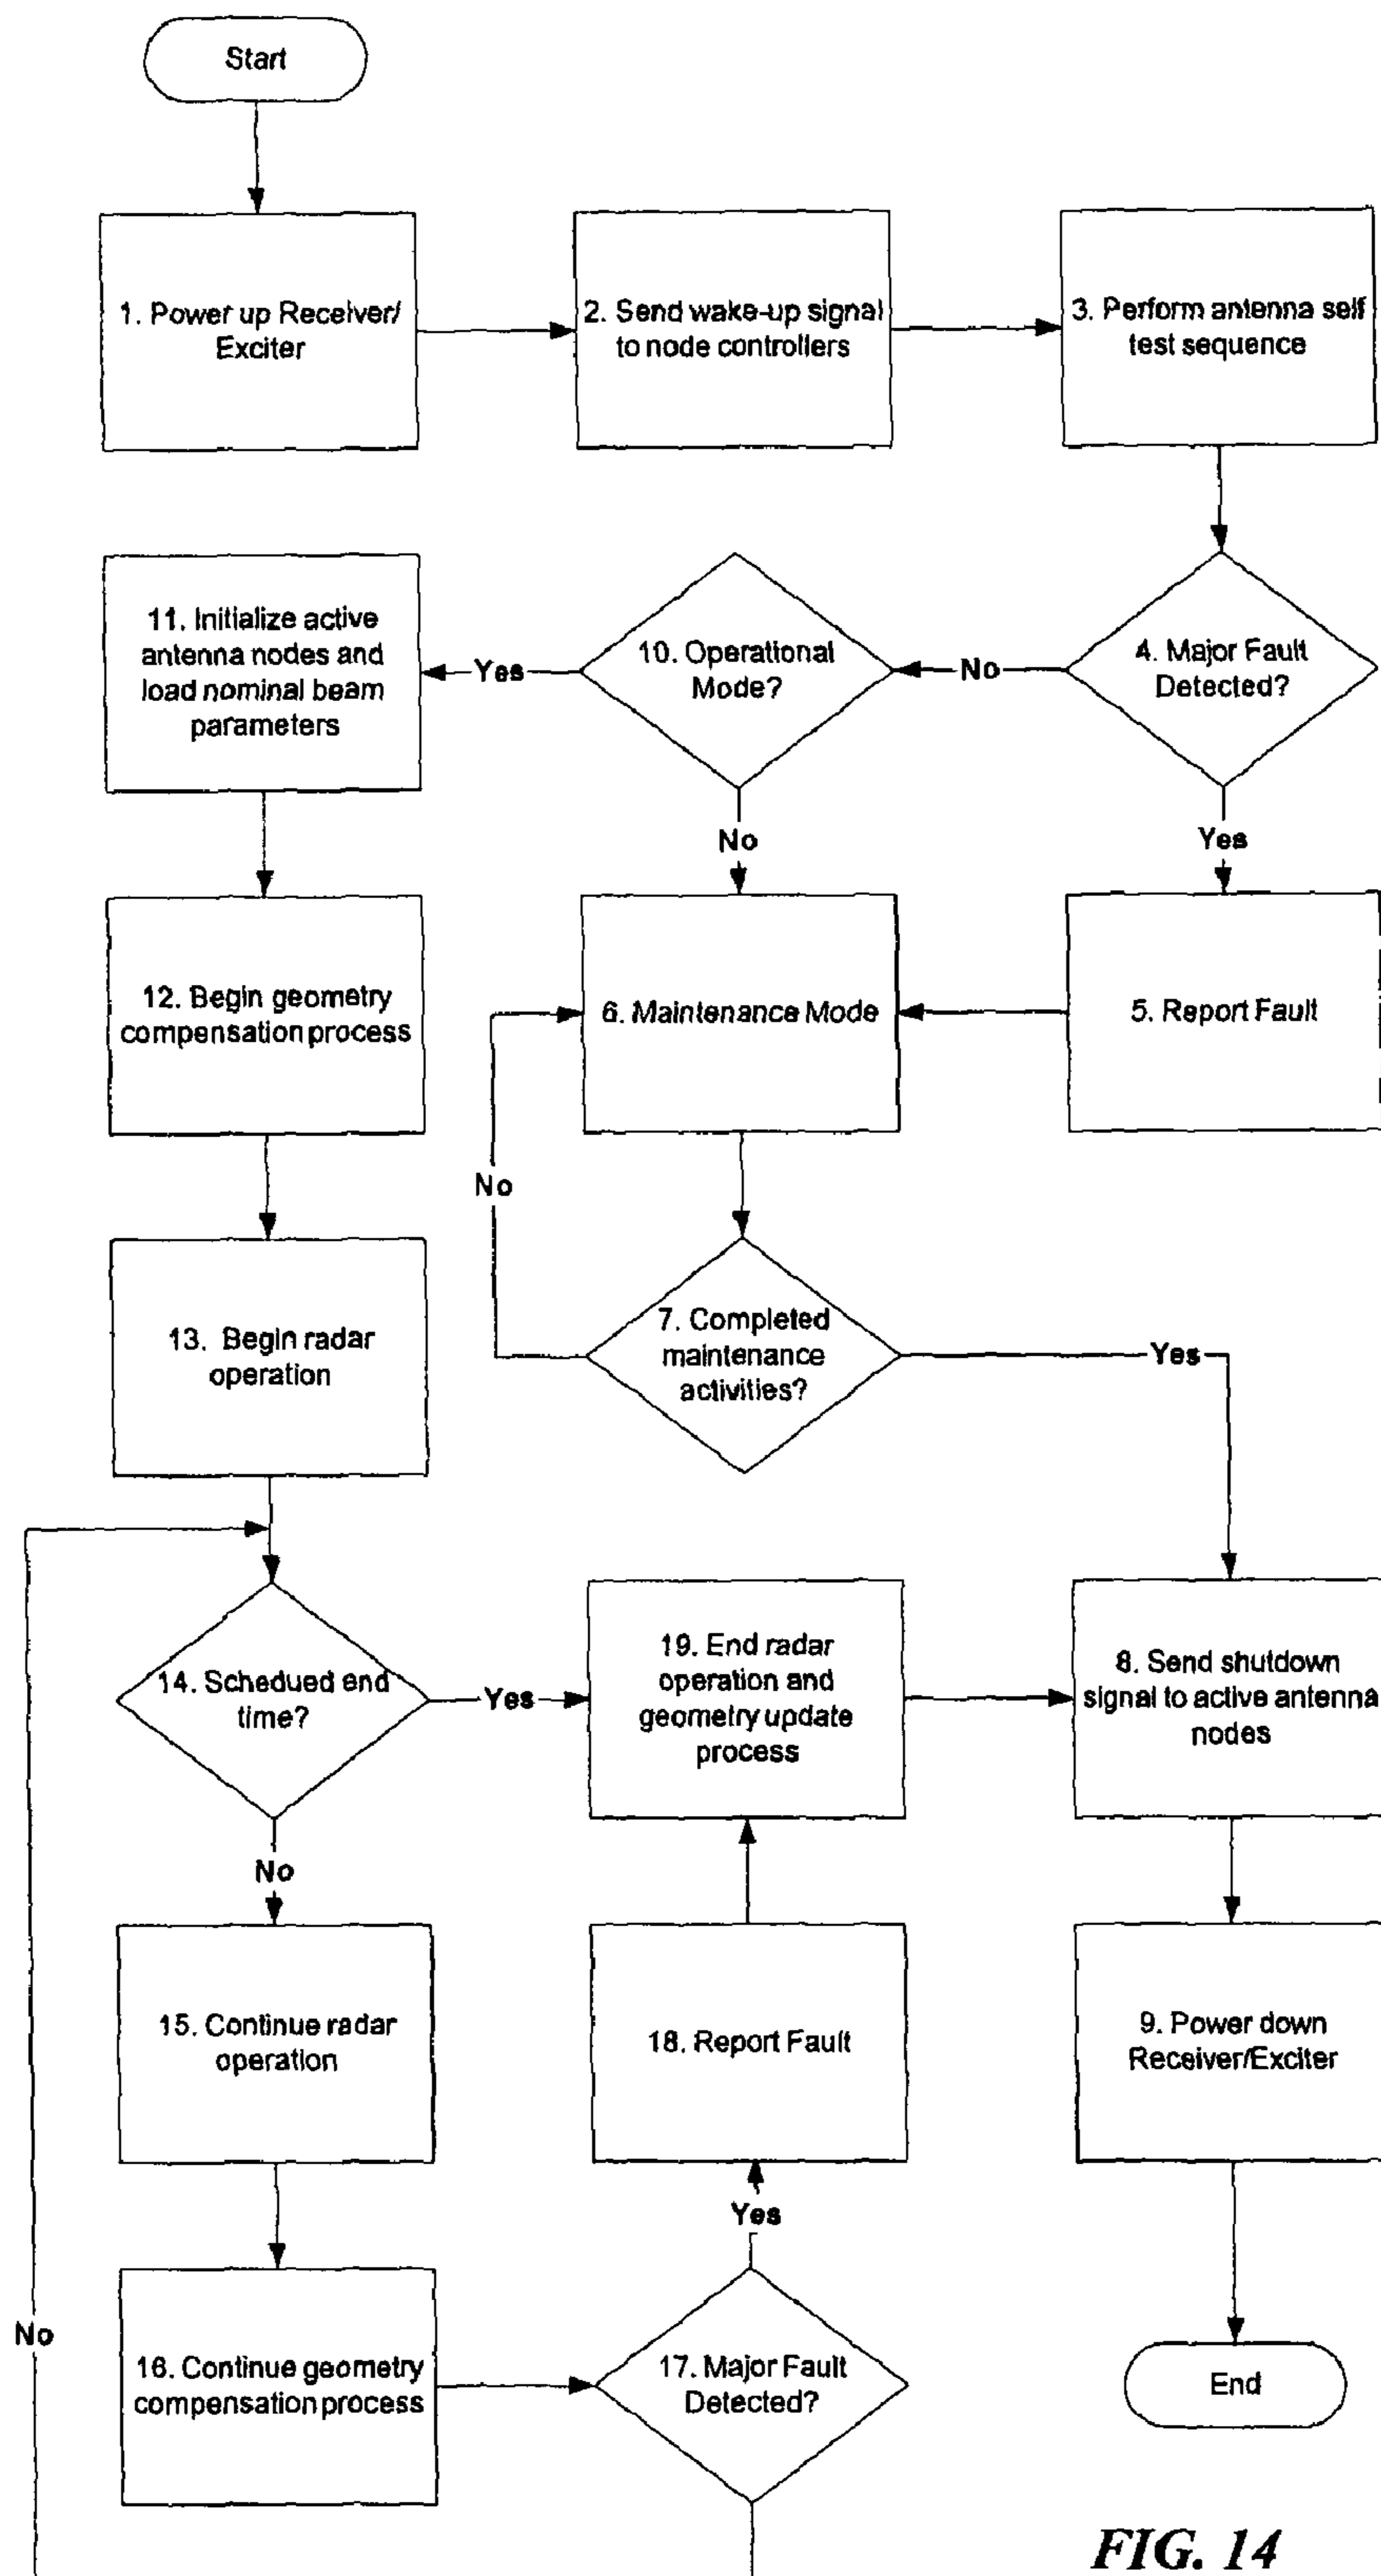 Start
1. Power up Receiver/
Exciter
2. Send wake-up signal
to node controllers
3. Perform antenna self
test sequence
4. Major Fault
Detected?
No
10. Operational
Mode?
Yes
11. Initialize active
antenna nodes and
load nominal beam
parameters
No
Yes
12. Begin geometry
compensation process
6. Maintenance Mode
5. Report Fault
No
13. Begin radar
operation
7. Completed
maintenance
activities?
Yes
14. Schedued end
time?
Yes
19. End radar
operation and
geometry update
process
8. Send shutdown
signal to active antenna
nodes
No
15. Continue radar
operation
18. Report Fault
9. Power down
Receiver/Exciter
Yes
No
16. Continue geometry
compensation process
17. Major Fault
Detected?
End
FIG. 14